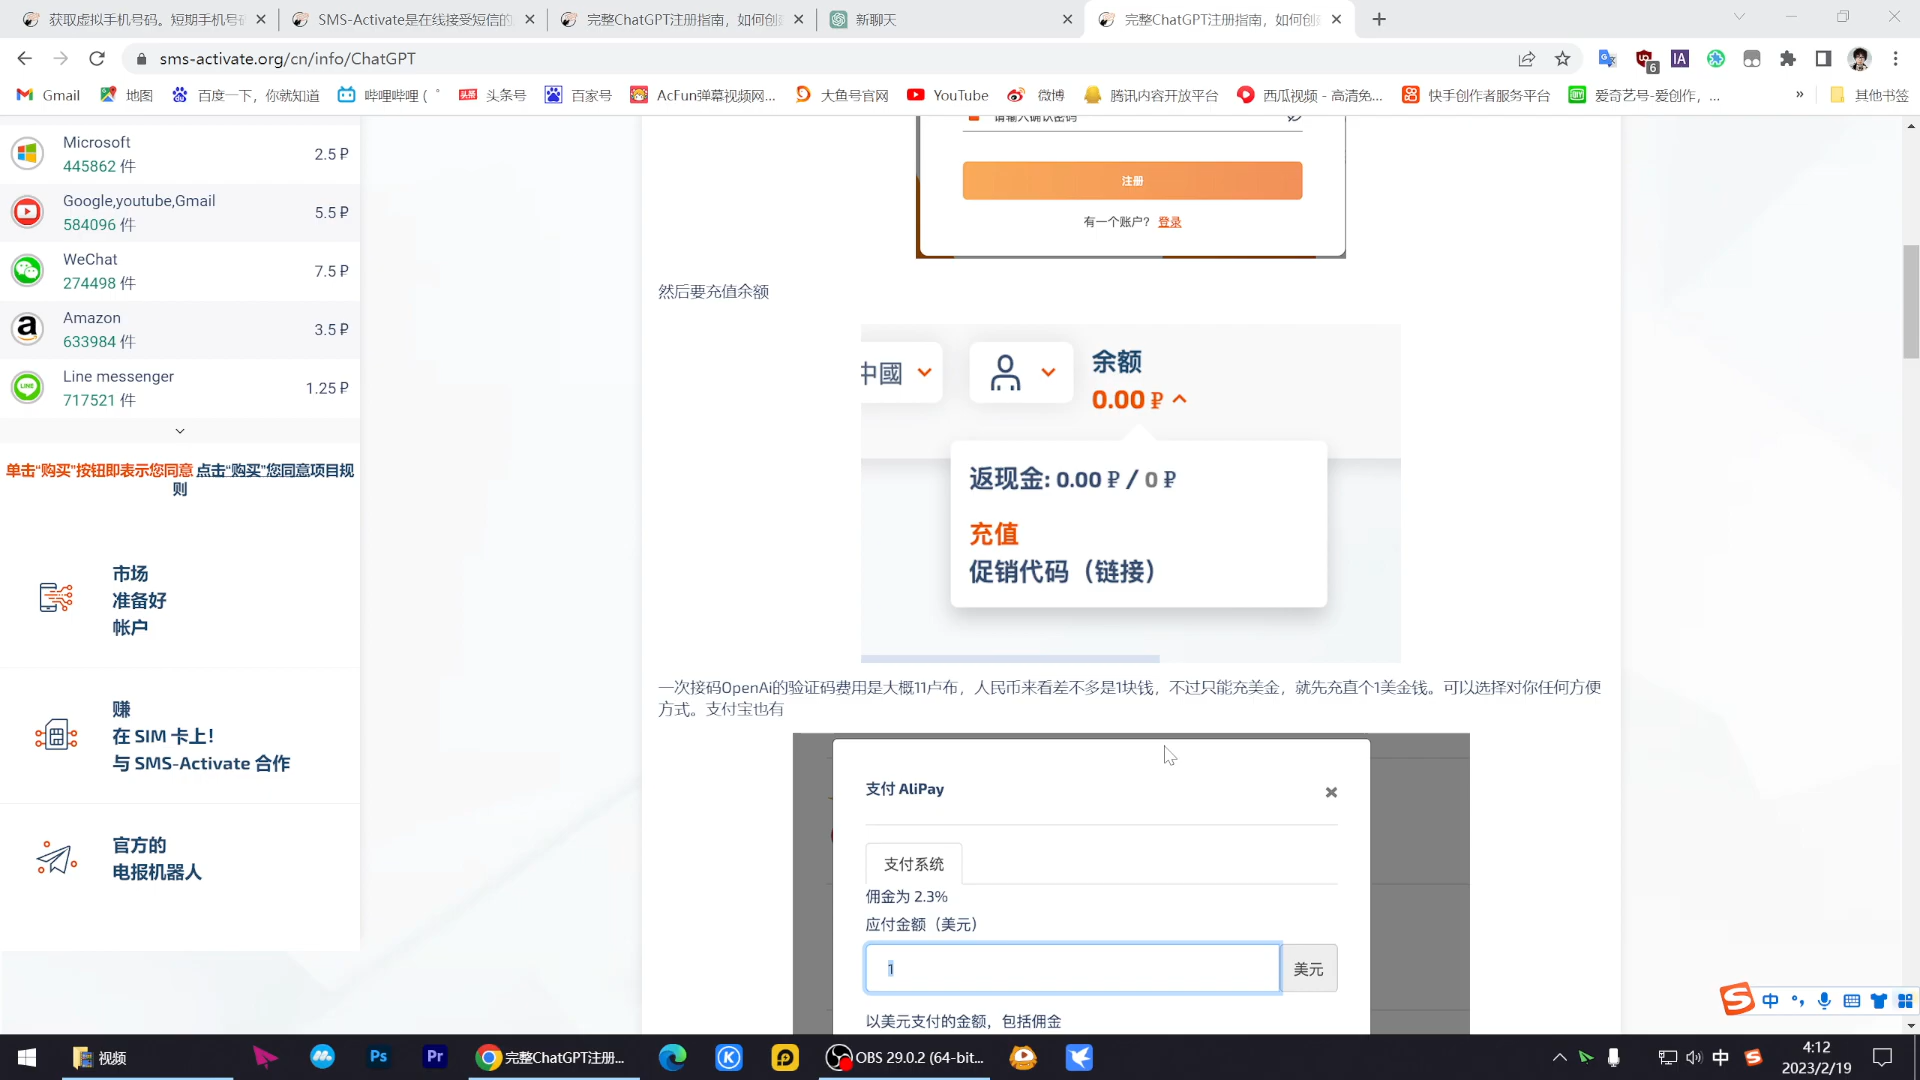 获取虚拟手机号码。短期手机号
SMS-Activate是在线接受短信的
完整ChatGPT注册指南，如何创
新聊天
完整ChatGPT注册指南，如何创
sms-activate.org/cn/info/ChatGPT
6
IA
Gmail
地图
百度一下，你就知道
哔哩哔哩 ( ゜
头条号
百家号
AcFun弹幕视频网...
大鱼号官网
YouTube
微博
腾讯内容开放平台
西瓜视频 - 高清免...
快手创作者服务平台
爱奇艺号-爱创作，...
»
其他书签
Microsoft
2.5 ₽
445862 件
Google,youtube,Gmail
5.5 ₽
584096 件
WeChat
7.5 ₽
274498 件
Amazon
3.5 ₽
633984 件
Line messenger
1.25 ₽
717521 件
单击“购买”按钮即表示您同意 点击“购买”您同意项目规
则
市场
准备好
帐户
赚
在 SIM 卡上！
与 SMS-Activate 合作
官方的
电报机器人
请输入确认密码
注册
有一个账户？ 登录
然后要充值余额
中國
余额
0.00 ₽
返现金: 0.00 ₽ / 0 ₽
充值
促销代码（链接）
一次接码OpenAi的验证码费用是大概11卢布，人民币来看差不多是1块钱，不过只能充美金，就先充直个1美金钱。可以选择对你任何方便
方式。支付宝也有
支付 AliPay
支付系统
佣金为 2.3%
应付金额（美元）
1
美元
以美元支付的金额，包括佣金
中
视频
Ps
Pr
完整ChatGPT注册...
OBS 29.0.2 (64-bit...
中
4:12
2023/2/19